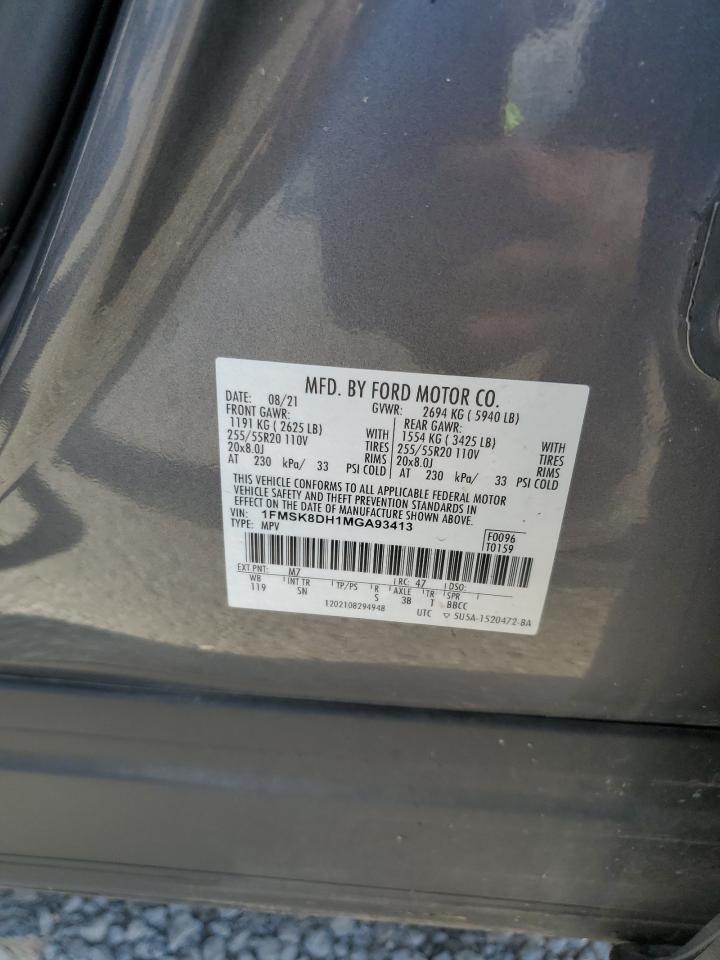 MFD. BY FORD MOTOR CO.
DATE: 08/21 GVWR: 2694 KG ( 5940 LB)
FRONT GAWR: REAR GAWR:
1191 KG ( 2625 LB) WITH 1554 KG ( 3425 LB) WITH
255/55R20 110V TIRES 255/55R20 110V TIRES
20x8.0J RIMS 20x8.0J RIMS
AT 230 kPa/ 33 PSI COLD AT 230 kPa/ 33 PSI COLD
THIS VEHICLE CONFORMS TO ALL APPLICABLE FEDERAL MOTOR
VEHICLE SAFETY AND THEFT PREVENTION STANDARDS IN
EFFECT ON THE DATE OF MANUFACTURE SHOWN ABOVE.
VIN: 1FMSK8DH1MGA93413 F0096
TYPE: MPV T0159
EXT PNT: M7 RC: 47 DSO:
WB INT TR TP/PS R AXLE TR SPR
119 SN S 3B T BBCC
1202108294948 UTC ▽ 5U5A-1520472-BA